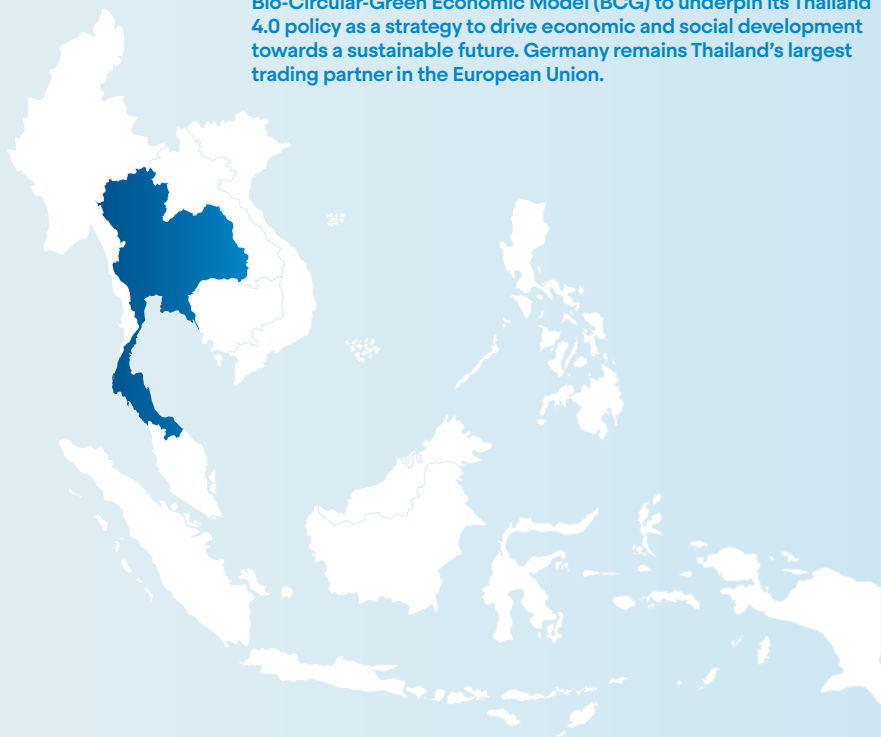 Bio-Circular-Green Economic Model (BCG) to underpin its Thailand
4.0 policy as a strategy to drive economic and social development
towards a sustainable future. Germany remains Thailand’s largest
trading partner in the European Union.